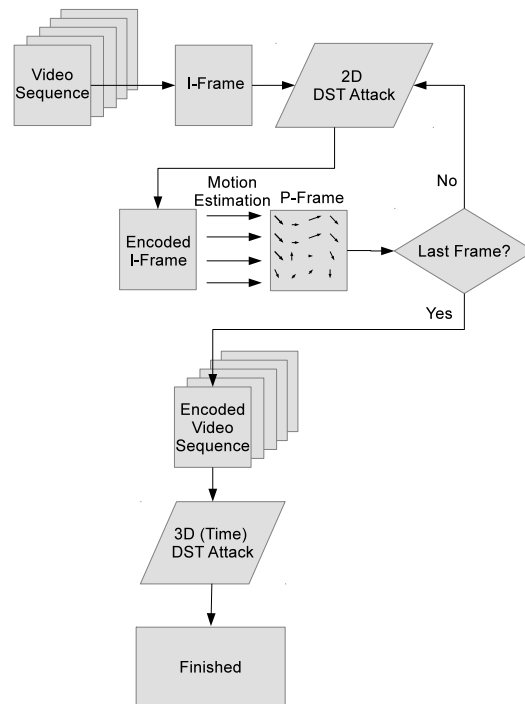 Video
Sequence
I-Frame
2D
DST Attack
No
Motion
Estimation
P-Frame
Encoded
I-Frame
Last Frame?
Yes
Encoded
Video
Sequence
3D (Time)
DST Attack
Finished